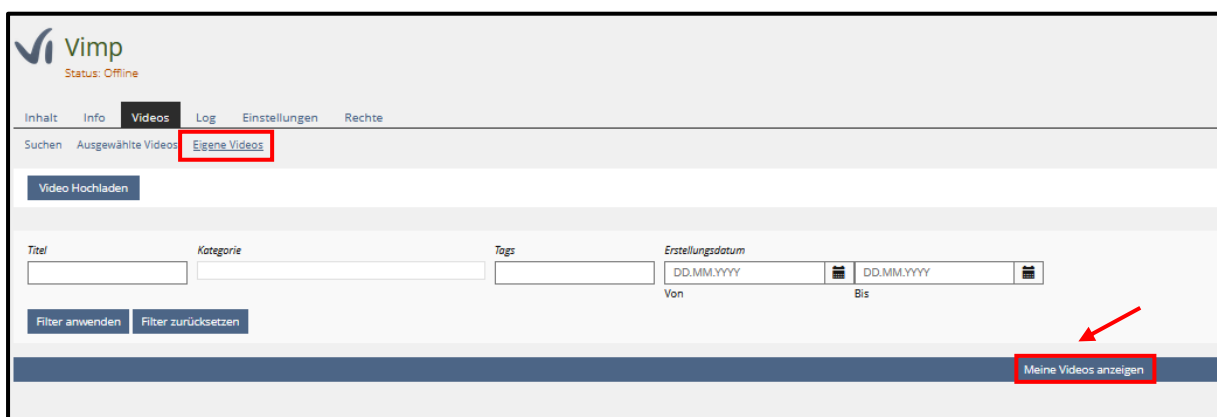 Vimp
Status: Offline
Inhalt Info Videos Log Einstellungen Rechte
Suchen Ausgewählte Videos Eigene Videos
Video Hochladen
Titel Kategorie Tags Erstellungsdatum
DD.MM.YYYY DD.MM.YYYY
Von Bis
Filter anwenden Filter zurücksetzen
Meine Videos anzeigen